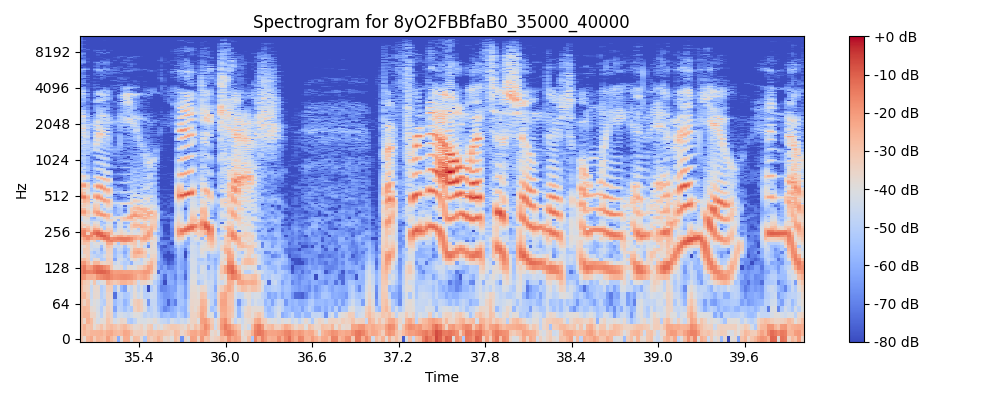 Spectrogram for 8yO2FBBfaB0_35000_40000
Hz
8192
4096
2048
1024
512
256
128
64
0
35.4 36.0 36.6 37.2 37.8 38.4 39.0 39.6
Time
+0 dB
-10 dB
-20 dB
-30 dB
-40 dB
-50 dB
-60 dB
-70 dB
-80 dB